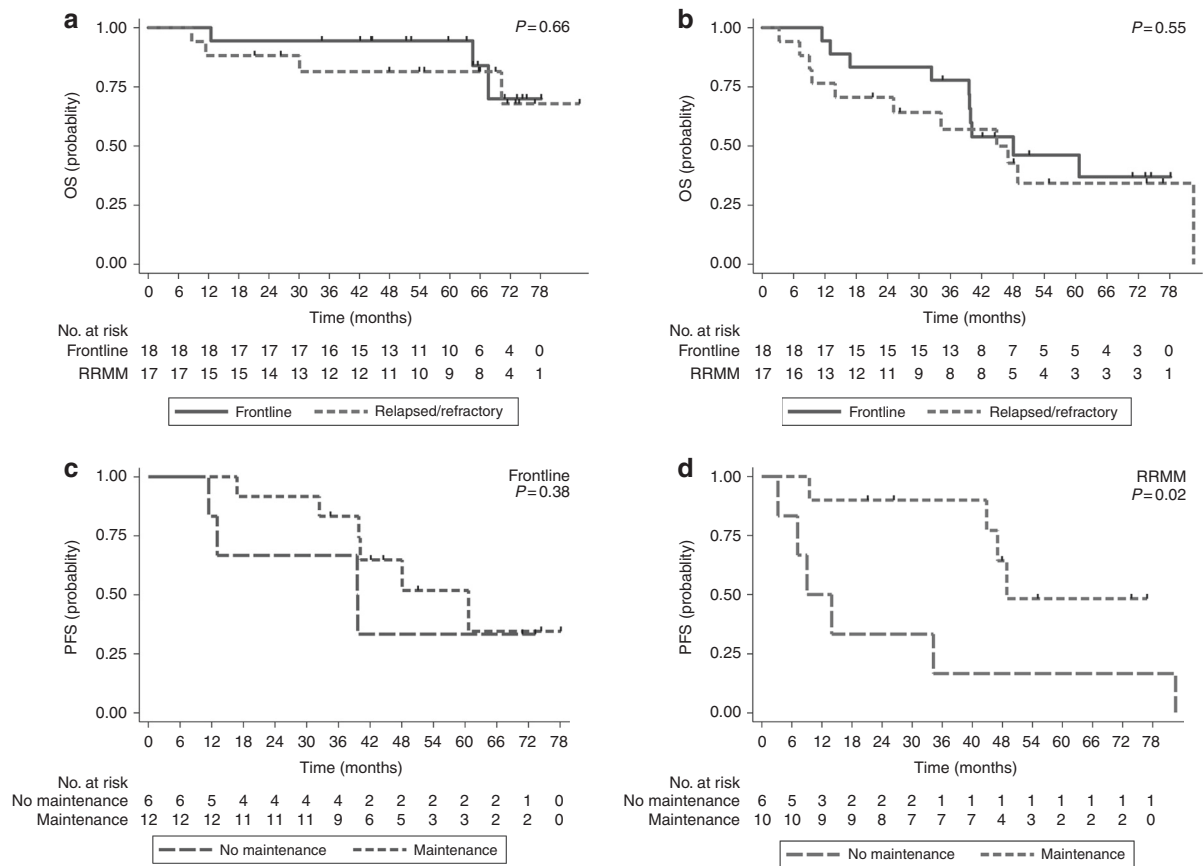 a
P=0.66
OS (probablity)
1.00
0.75
0.50
0.25
0.00
0 6 12 18 24 30 36 42 48 54 60 66 72 78
Time (months)
No. at risk
Frontline 18 18 18 17 17 17 16 15 13 11 10 6 4 0
RRMM 17 17 15 15 14 13 12 12 11 10 9 8 4 1
Frontline Relapsed/refractory
b
P=0.55
OS (probablity)
1.00
0.75
0.50
0.25
0.00
0 6 12 18 24 30 36 42 48 54 60 66 72 78
Time (months)
No. at risk
Frontline 18 18 17 15 15 15 13 8 7 5 5 4 3 0
RRMM 17 16 13 12 11 9 8 8 5 4 3 3 3 1
Frontline Relapsed/refractory
c
Frontline
P=0.38
PFS (probablity)
1.00
0.75
0.50
0.25
0.00
0 6 12 18 24 30 36 42 48 54 60 66 72 78
Time (months)
No. at risk
No maintenance 6 6 5 4 4 4 4 2 2 2 2 2 1 0
Maintenance 12 12 12 11 11 11 9 6 5 3 3 2 2 0
No maintenance Maintenance
d
RRMM
P=0.02
PFS (probablity)
1.00
0.75
0.50
0.25
0.00
0 6 12 18 24 30 36 40 48 54 60 66 72 78
Time (months)
No. at risk
No maintenance 6 5 3 2 2 2 1 1 1 1 1 1 1 1
Maintenance 10 10 9 9 8 7 7 7 4 3 2 2 2 0
No maintenance Maintenance